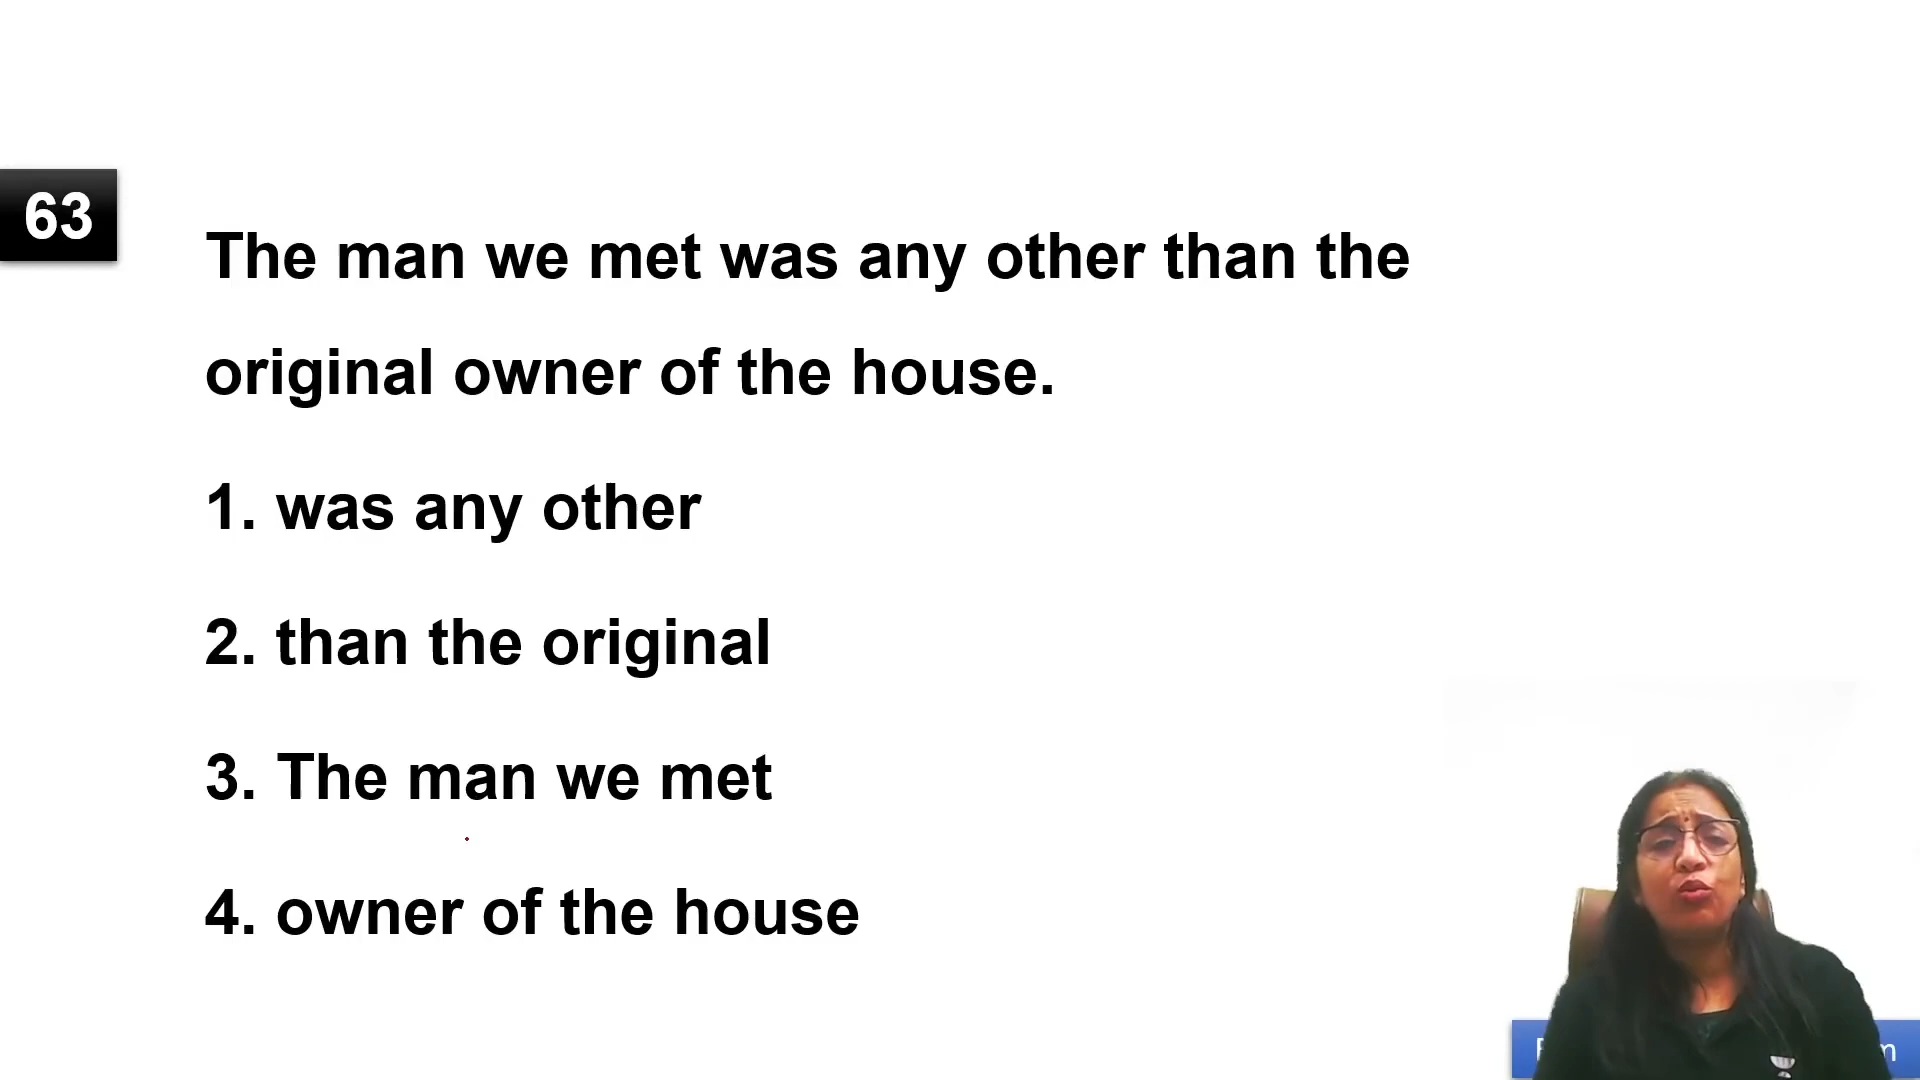 63
The man we met was any other than the
original owner of the house.
1. was any other
2. than the original
3. The man we met
4. owner of the house